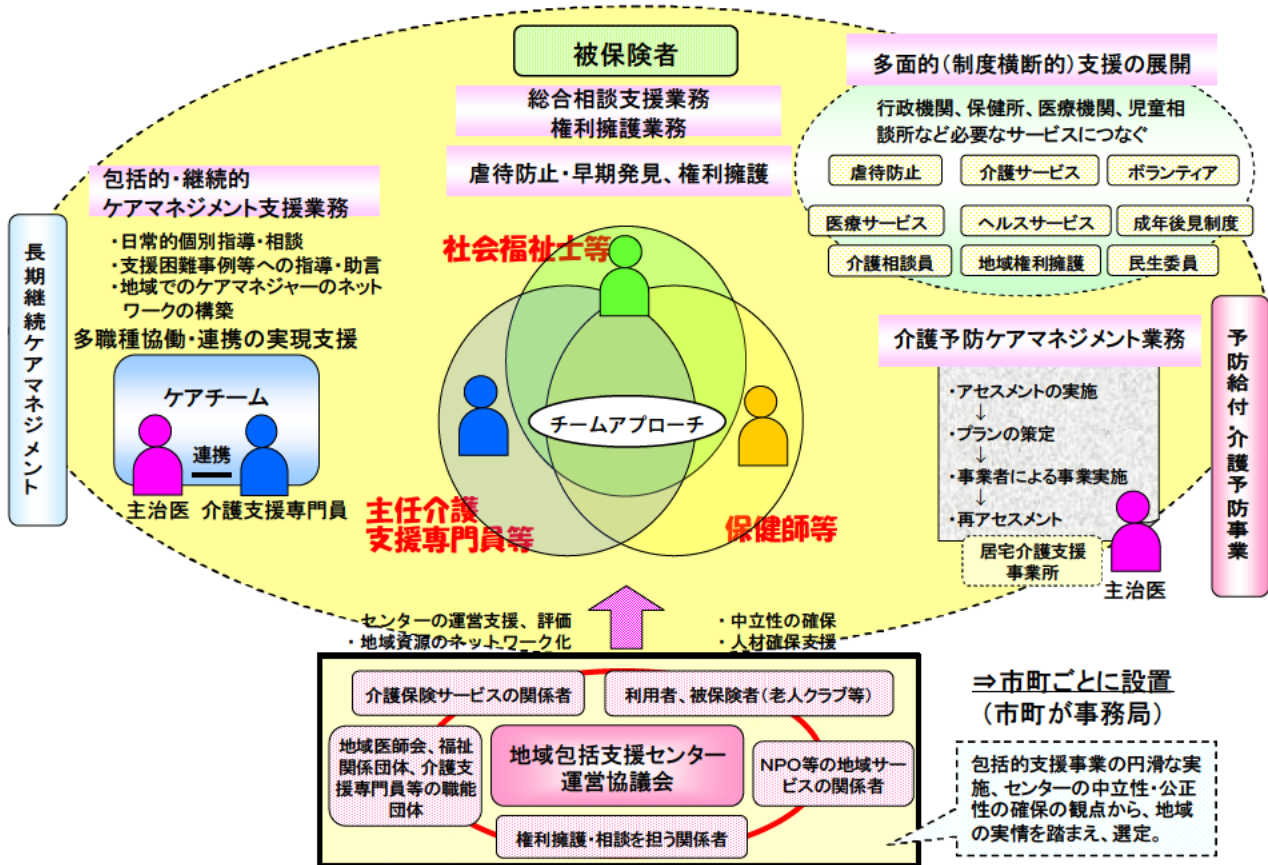 被保険者
総合相談支援業務
権利擁護業務
虐待防止・早期発見、権利擁護
多面的(制度横断的)支援の展開
行政機関、保健所、医療機関、児童相
談所など必要なサービスにつなぐ
虐待防止
介護サービス
ボランティア
医療サービス
ヘルスサービス
成年後見制度
介護相談員
地域権利擁護
民生委員
包括的・継続的
ケアマネジメント支援業務
・日常的個別指導・相談
・支援困難事例等への指導・助言
・地域でのケアマネジャーのネット
ワークの構築
多職種協働・連携の実現支援
ケアチーム
連携
主治医 介護支援専門員
長期継続ケアマネジメント
社会福祉士等
チームアプローチ
主任介護
支援専門員等
保健師等
介護予防ケアマネジメント業務
・アセスメントの実施
↓
・プランの策定
↓
・事業者による事業実施
↓
・再アセスメント
居宅介護支援
事業所
主治医
予防給付・介護予防事業
センターの運営支援、評価
・地域資源のネットワーク化
・中立性の確保
・人材確保支援
介護保険サービスの関係者
利用者、被保険者(老人クラブ等)
地域医師会、福祉
関係団体、介護支
援専門員等の職能
団体
地域包括支援センター
運営協議会
NPO等の地域サー
ビスの関係者
権利擁護・相談を担う関係者
⇒市町ごとに設置
(市町が事務局)
包括的支援事業の円滑な実
施、センターの中立性・公正
性の確保の観点から、地域
の実情を踏まえ、選定。